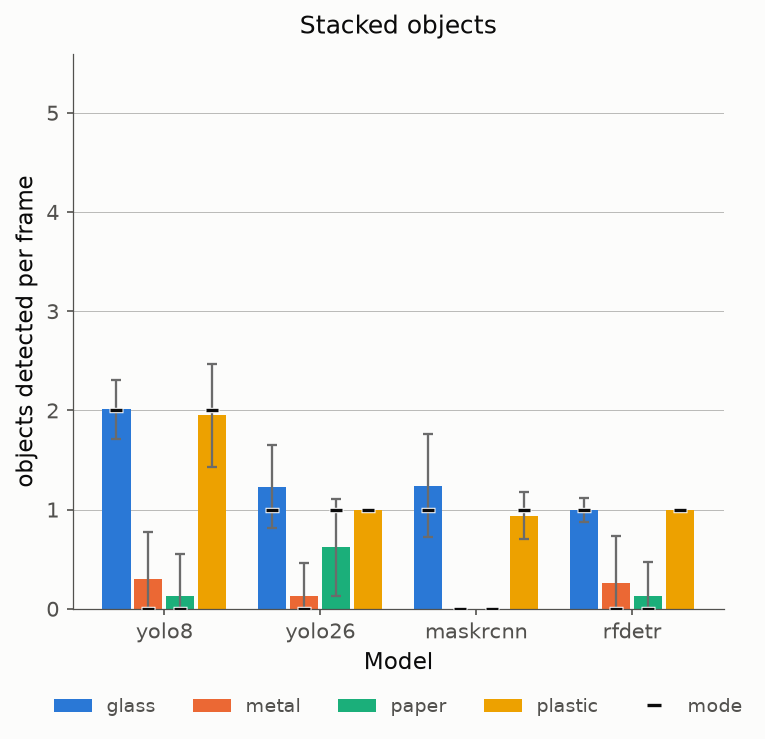 Stacked objects
objects detected per frame
5
4
3
2
1
0
yolo8 yolo26 maskrcnn rfdetr
Model
glass metal paper plastic mode